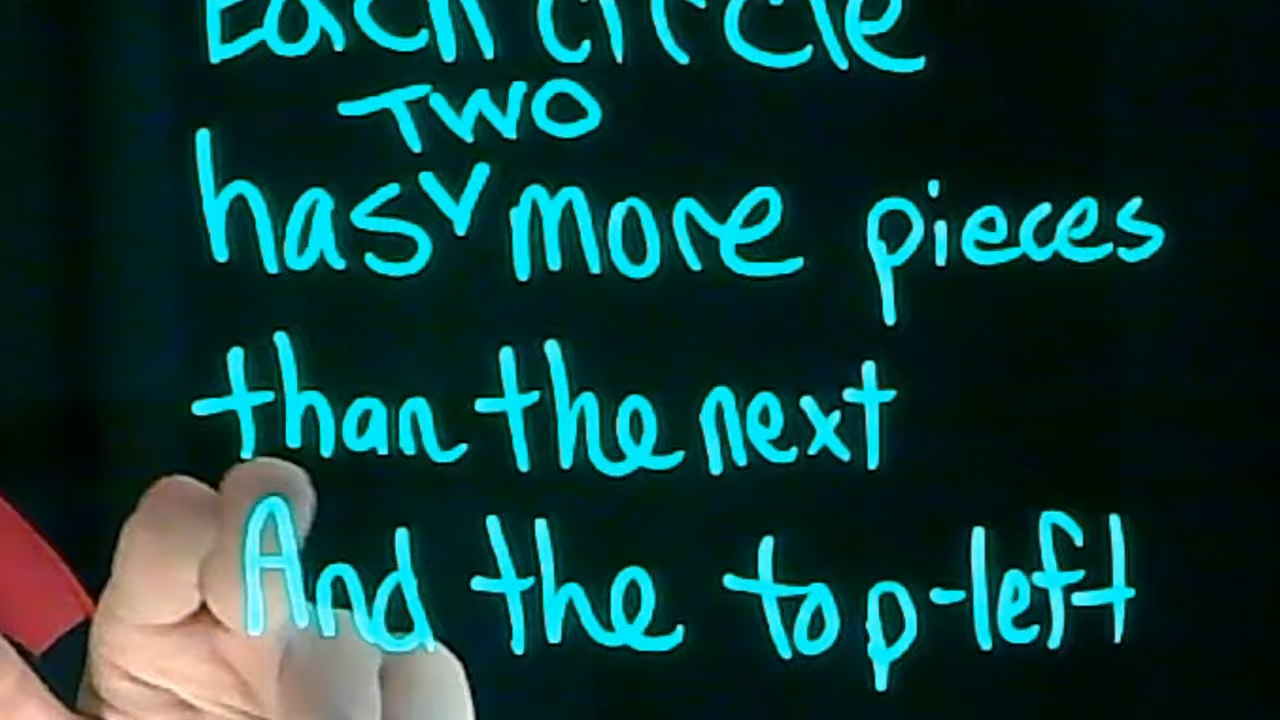 Each circle
TWO
has ∨ more pieces
than the next
And the top-left